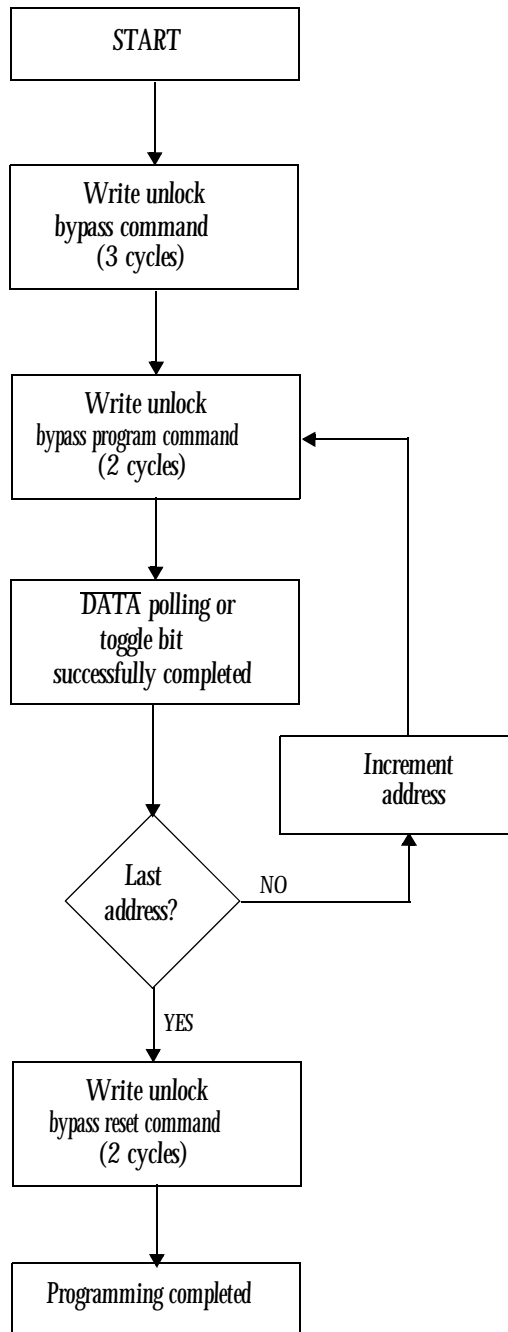 START
Write unlock
bypass command
(3 cycles)
Write unlock
bypass program command
(2 cycles)
D̅A̅T̅A̅ polling or
toggle bit
successfully completed
Increment
address
Last
address?
NO
YES
Write unlock
bypass reset command
(2 cycles)
Programming completed